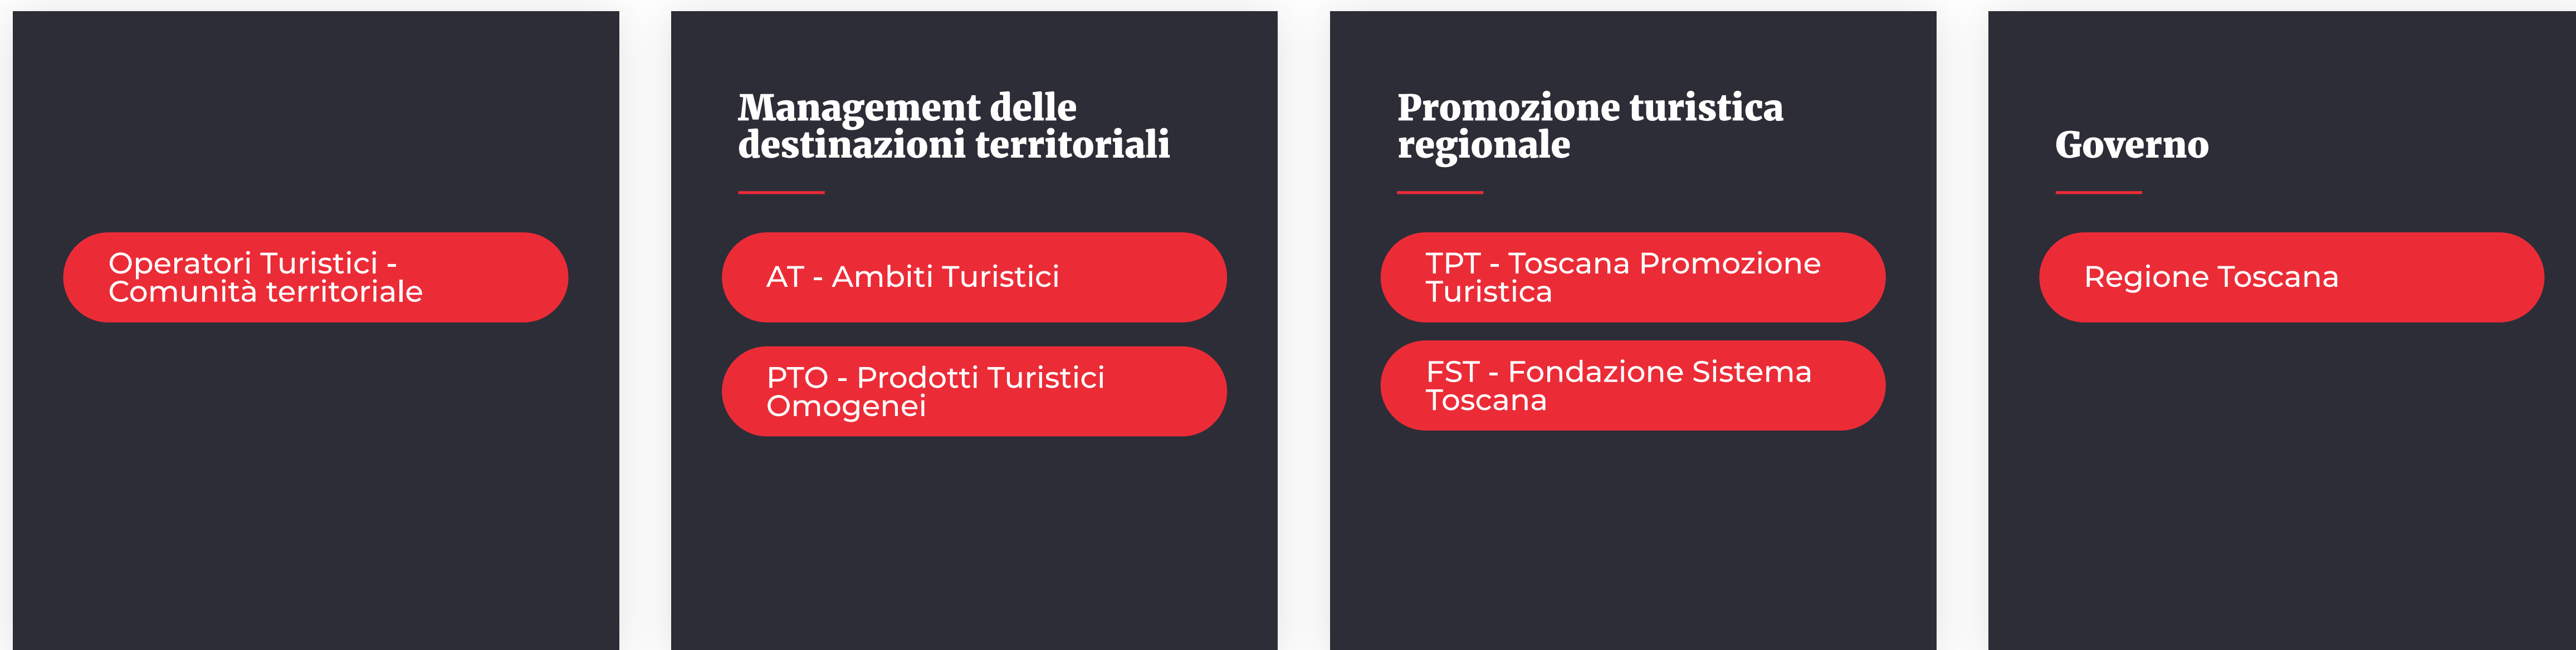 Operatori Turistici -
Comunità territoriale
Management delle
destinazioni territoriali
AT - Ambiti Turistici
PTO - Prodotti Turistici
Omogenei
Promozione turistica
regionale
TPT - Toscana Promozione
Turistica
FST - Fondazione Sistema
Toscana
Governo
Regione Toscana